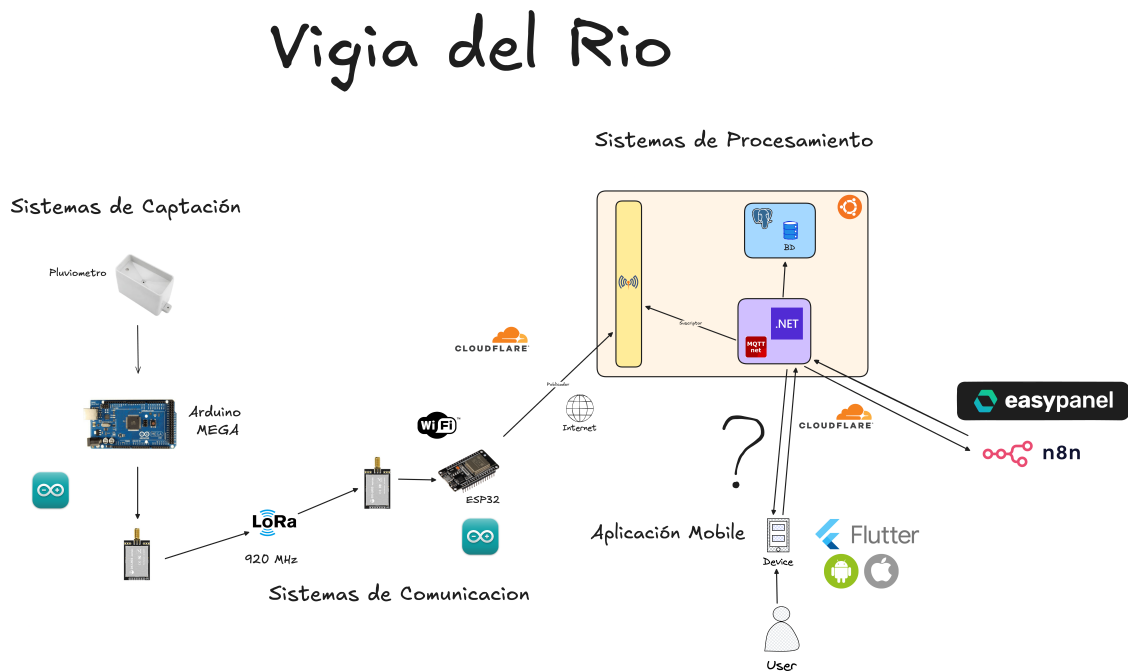 Vigia del Rio
Sistemas de Procesamiento
Sistemas de Captación
Pluviometro
BD
.NET
MQTT
net
Suscriptor
CLOUDFLARE
Publicador
Internet
Arduino
MEGA
WiFi
ESP32
LoRa
920 MHz
Sistemas de Comunicacion
CLOUDFLARE
easypanel
n8n
?
Aplicación Mobile
Device
Flutter
User